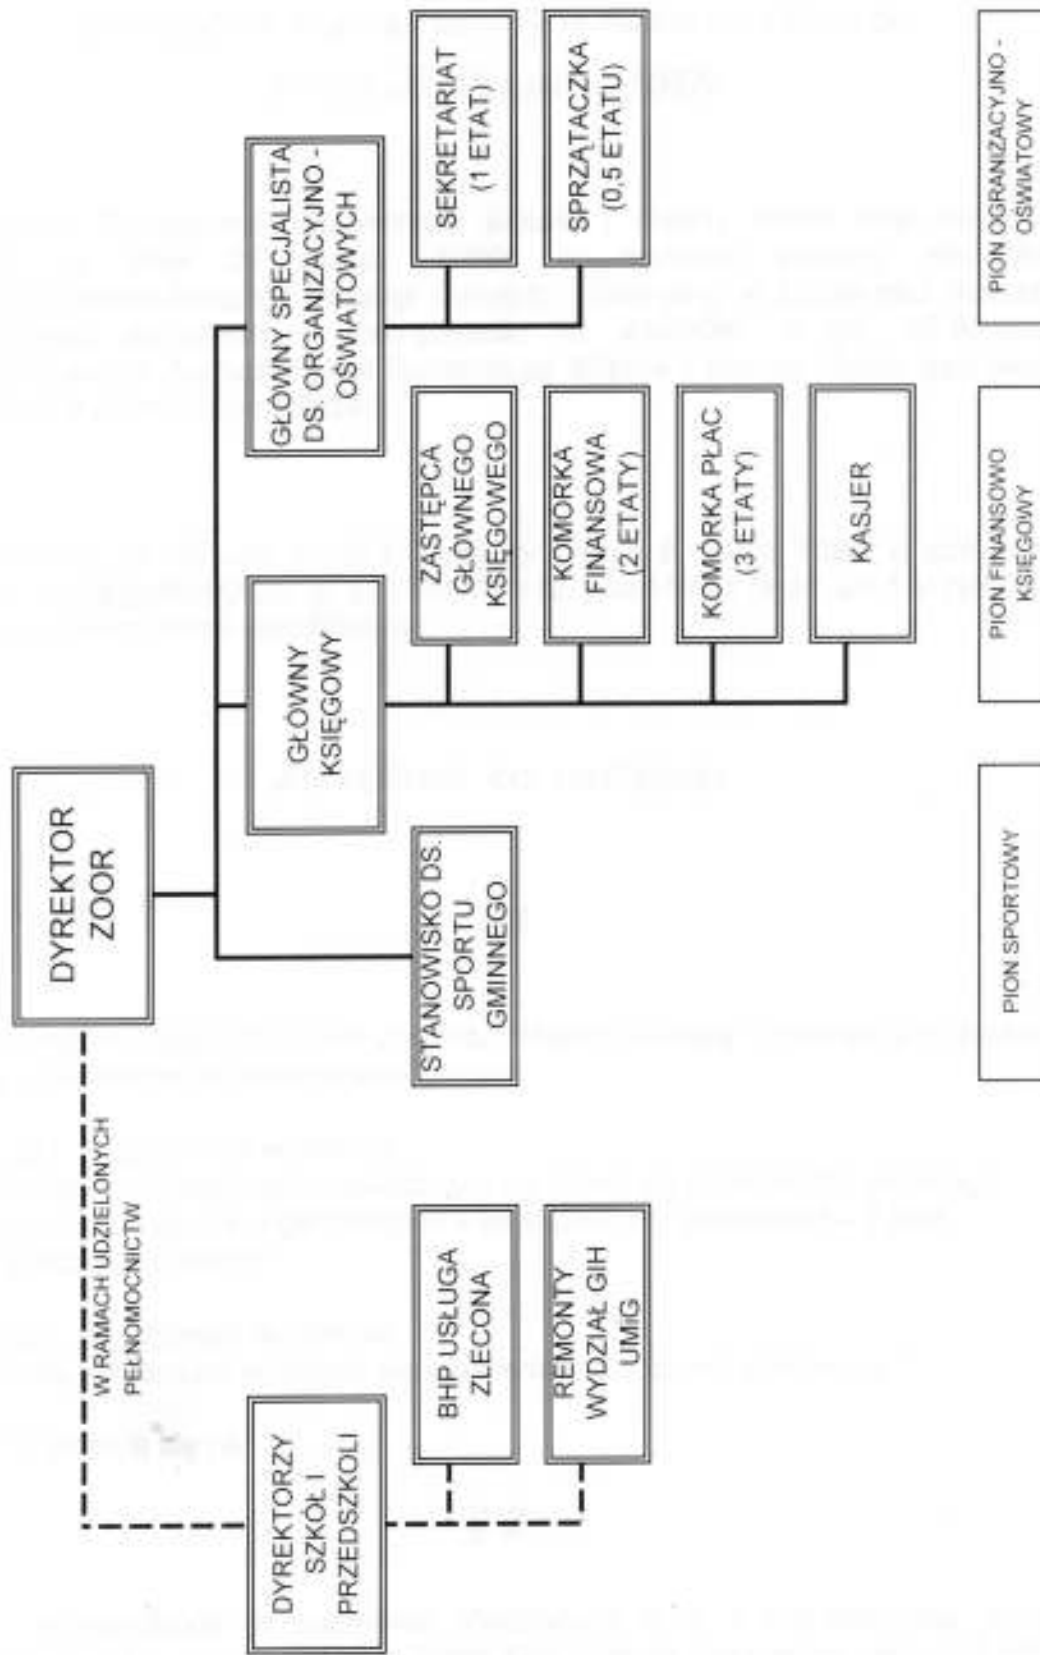 DYREKTOR
ZOOR
W RAMACH UDZIELONYCH
PEŁNOMOCNICTW
DYREKTORZY
SZKÓŁ I
PRZEDSZKOLI
BHP USŁUGA
ZLECONA
REMONTY
WYDZIAŁ GIH
UMiG
STANOWISKO DS.
SPORTU
GMINNEGO
GŁÓWNY
KSIĘGOWY
ZASTĘPCA
GŁÓWNEGO
KSIĘGOWEGO
KOMÓRKA
FINANSOWA
(2 ETATY)
KOMÓRKA PŁAC
(3 ETATY)
KASJER
GŁÓWNY SPECJALISTA
DS. ORGANIZACYJNO -
OŚWIATOWYCH
SEKRETARIAT
(1 ETAT)
SPRZĄTACZKA
(0,5 ETATU)
PION SPORTOWY
PION FINANSOWO
KSIĘGOWY
PION OGRANIZACYJNO -
OŚWIATOWY